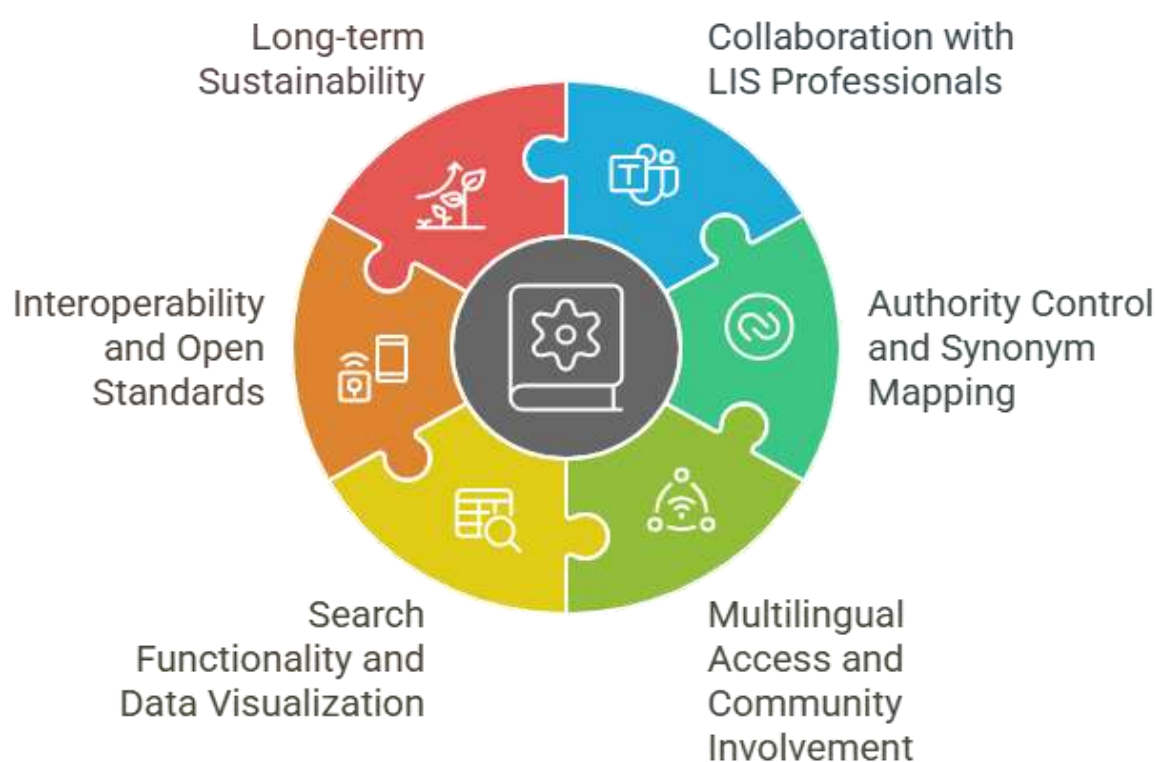 Long-term
Sustainability
Collaboration with
LIS Professionals
Interoperability
and Open
Standards
Authority Control
and Synonym
Mapping
Search
Functionality and
Data Visualization
Multilingual
Access and
Community
Involvement
T